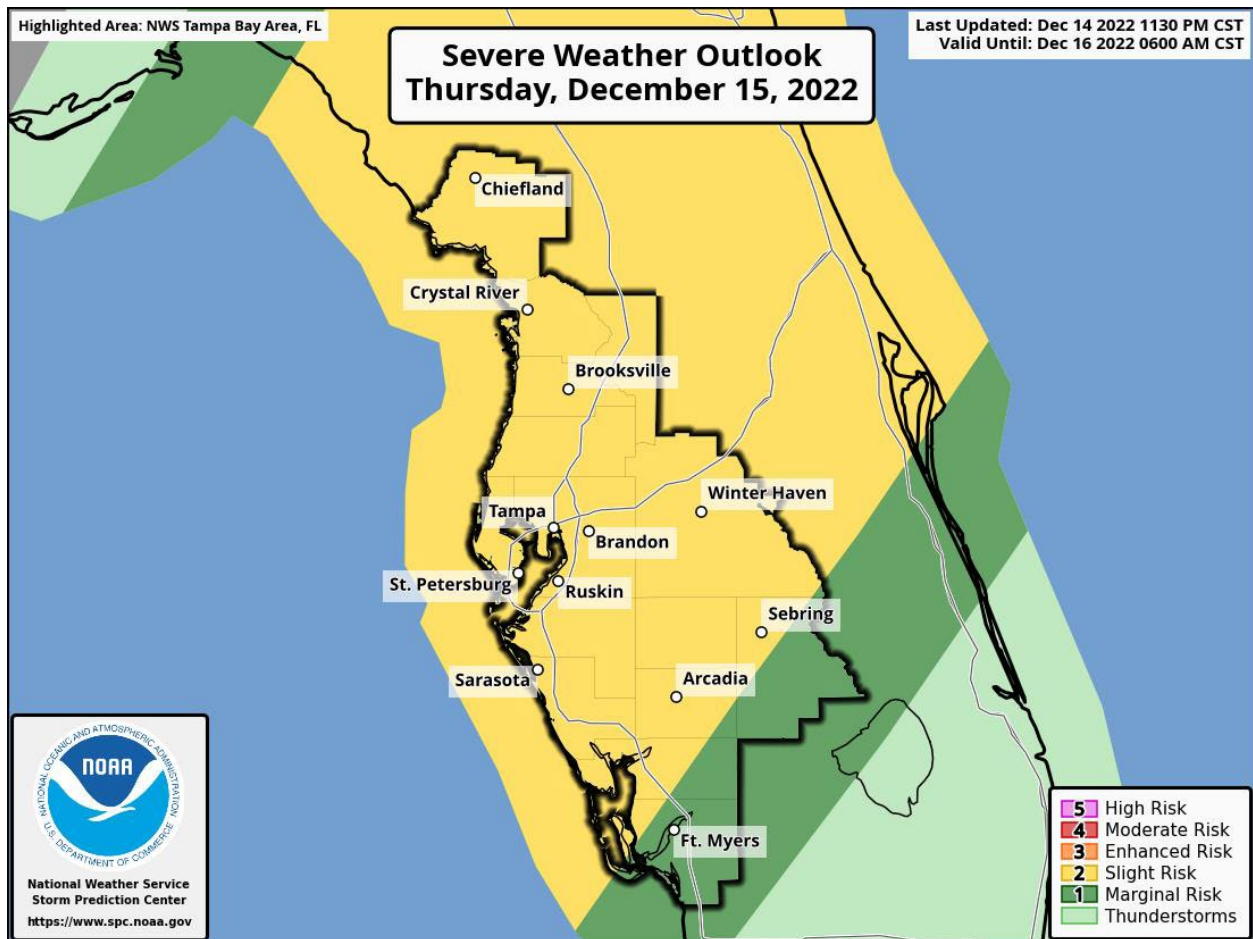 Highlighted Area: NWS Tampa Bay Area, FL
Severe Weather Outlook
Thursday, December 15, 2022
Last Updated: Dec 14 2022 1130 PM CST
Valid Until: Dec 16 2022 0600 AM CST
Chiefland
Crystal River
Brooksville
Winter Haven
Tampa
Brandon
St. Petersburg
Ruskin
Sebring
Sarasota
Arcadia
Ft. Myers
NATIONAL OCEANIC AND ATMOSPHERIC ADMINISTRATION
NOAA
U.S. DEPARTMENT OF COMMERCE
National Weather Service
Storm Prediction Center
https://www.spc.noaa.gov
5 High Risk
4 Moderate Risk
3 Enhanced Risk
2 Slight Risk
1 Marginal Risk
Thunderstorms